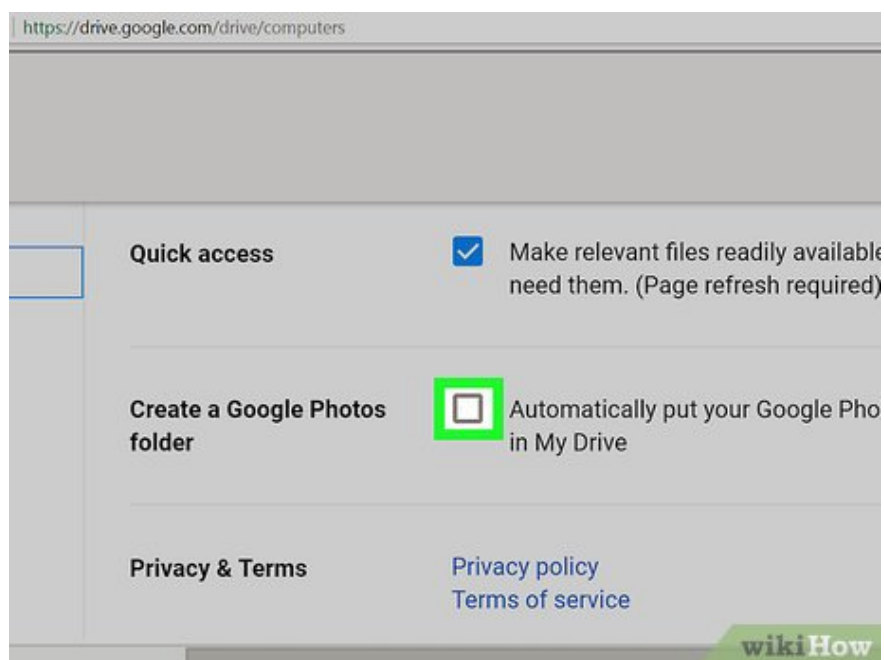 https://drive.google.com/drive/computers
Quick access
Make relevant files readily available
need them. (Page refresh required)
Create a Google Photos
folder
Automatically put your Google Pho
in My Drive
Privacy & Terms
Privacy policy
Terms of service
wikiHow